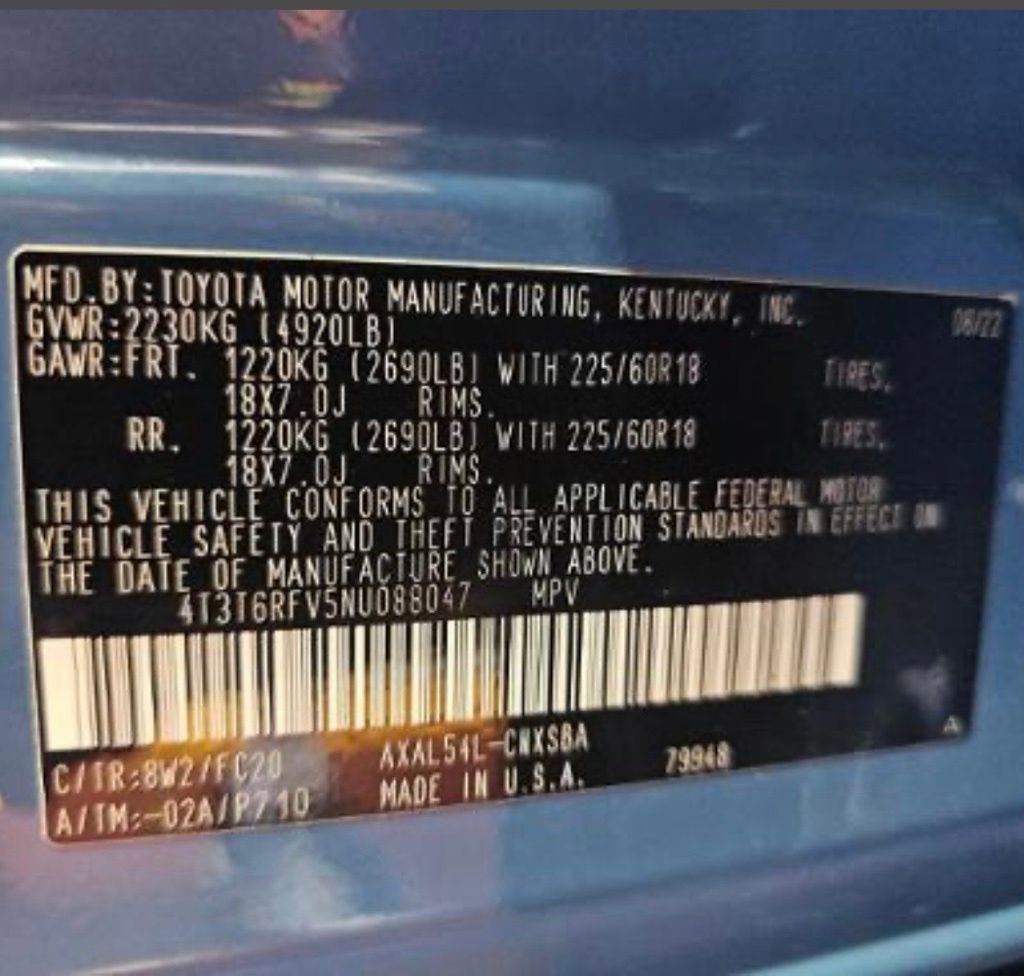 MFD.BY:TOYOTA MOTOR MANUFACTURING, KENTUCKY, INC. 06/22
GVWR:2230KG (4920LB)
GAWR:FRT. 1220KG (2690LB) WITH 225/60R18 TIRES,
18X7.0J RIMS.
RR. 1220KG (2690LB) WITH 225/60R18 TIRES,
18X7.0J RIMS.
THIS VEHICLE CONFORMS TO ALL APPLICABLE FEDERAL MOTOR
VEHICLE SAFETY AND THEFT PREVENTION STANDARDS IN EFFECT ON
THE DATE OF MANUFACTURE SHOWN ABOVE.
4T3T6RFV5NU088047 MPV
C/TR:8W2/FC20 AXAL54L-CNXSBA 79948 A
A/TM:-02A/P710 MADE IN U.S.A.